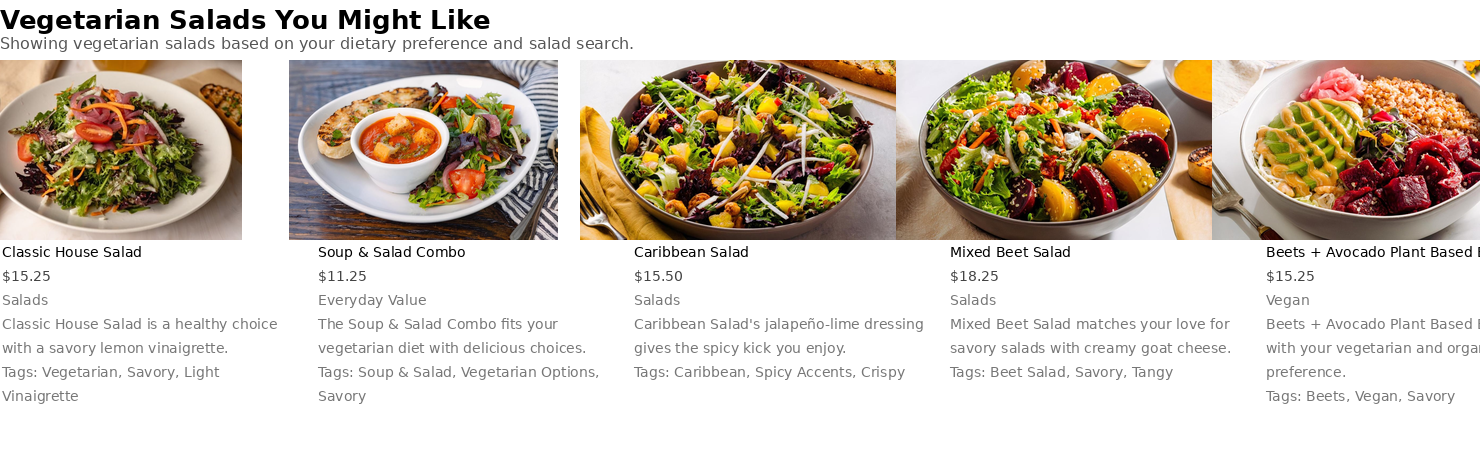 Vegetarian Salads You Might Like
Showing vegetarian salads based on your dietary preference and salad search.
Classic House Salad
$15.25
Salads
Classic House Salad is a healthy choice
with a savory lemon vinaigrette.
Tags: Vegetarian, Savory, Light
Vinaigrette
Soup & Salad Combo
$11.25
Everyday Value
The Soup & Salad Combo fits your
vegetarian diet with delicious choices.
Tags: Soup & Salad, Vegetarian Options,
Savory
Caribbean Salad
$15.50
Salads
Caribbean Salad's jalapeño-lime dressing
gives the spicy kick you enjoy.
Tags: Caribbean, Spicy Accents, Crispy
Mixed Beet Salad
$18.25
Salads
Mixed Beet Salad matches your love for
savory salads with creamy goat cheese.
Tags: Beet Salad, Savory, Tangy
Beets + Avocado Plant Based
$15.25
Vegan
Beets + Avocado Plant Based
with your vegetarian and
preference.
Tags: Beets, Vegan, Savory